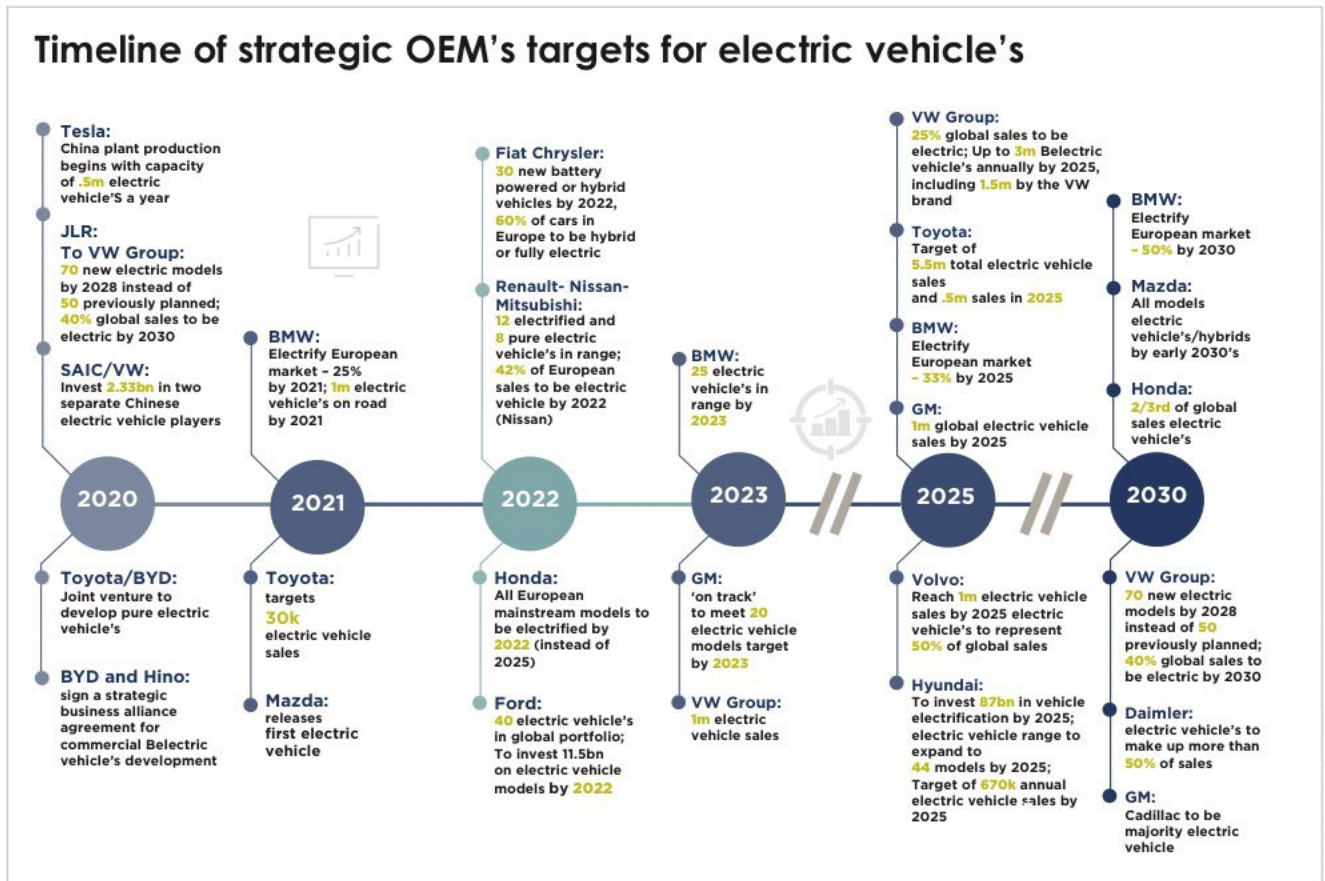 Timeline of strategic OEM's targets for electric vehicle's
Tesla:
China plant production
begins with capacity
of .5m electric
vehicle'S a year
JLR:
To VW Group:
70 new electric models
by 2028 instead of
50 previously planned;
40% global sales to be
electric by 2030
SAIC/VW:
Invest 2.33bn in two
separate Chinese
electric vehicle players
BMW:
Electrify European
market – 25%
by 2021; 1m electric
vehicle's on road
by 2021
Fiat Chrysler:
30 new battery
powered or hybrid
vehicles by 2022,
60% of cars in
Europe to be hybrid
or fully electric
Renault- Nissan-
Mitsubishi:
12 electrified and
8 pure electric
vehicle's in range;
42% of European
sales to be electric
vehicle by 2022
(Nissan)
BMW:
25 electric
vehicle's in
range by
2023
VW Group:
25% global sales to be
electric; Up to 3m Belectric
vehicle's annually by 2025,
including 1.5m by the VW
brand
Toyota:
Target of
5.5m total electric vehicle
sales
and .5m sales in 2025
BMW:
Electrify
European market
– 33% by 2025
GM:
1m global electric vehicle
sales by 2025
BMW:
Electrify
European market
– 50% by 2030
Mazda:
All models
electric
vehicle's/hybrids
by early 2030's
Honda:
2/3rd of global
sales electric
vehicle's
2020
2021
2022
2023
2025
2030
Toyota/BYD:
Joint venture to
develop pure electric
vehicle's
BYD and Hino:
sign a strategic
business alliance
agreement for
commercial Belectric
vehicle's development
Toyota:
targets
30k
electric vehicle
sales
Mazda:
releases
first electric
vehicle
Honda:
All European
mainstream models to
be electrified by
2022 (instead of
2025)
Ford:
40 electric vehicle's
in global portfolio;
To invest 11.5bn
on electric vehicle
models by 2022
GM:
'on track'
to meet 20
electric vehicle
models target
by 2023
VW Group:
1m electric
vehicle sales
Volvo:
Reach 1m electric vehicle
sales by 2025 electric
vehicle's to represent
50% of global sales
Hyundai:
To invest 87bn in vehicle
electrification by 2025;
electric vehicle range to
expand to
44 models by 2025;
Target of 670k annual
electric vehicle sales by
2025
VW Group:
70 new electric
models by 2028
instead of 50
previously planned;
40% global sales to
be electric by 2030
Daimler:
electric vehicle's to
make up more than
50% of sales
GM:
Cadillac to be
majority electric
vehicle